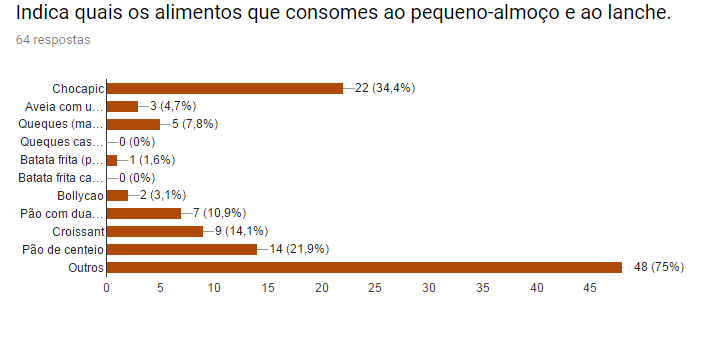 Indica quais os alimentos que consomes ao pequeno-almoço e ao lanche.
64 respostas
Chocapic 22 (34,4%)
Aveia com u… 3 (4,7%)
Queques (ma… 5 (7,8%)
Queques cas… 0 (0%)
Batata frita (p… 1 (1,6%)
Batata frita ca… 0 (0%)
Bollycao 2 (3,1%)
Pão com dua… 7 (10,9%)
Croissant 9 (14,1%)
Pão de centeio 14 (21,9%)
Outros 48 (75%)
0 5 10 15 20 25 30 35 40 45